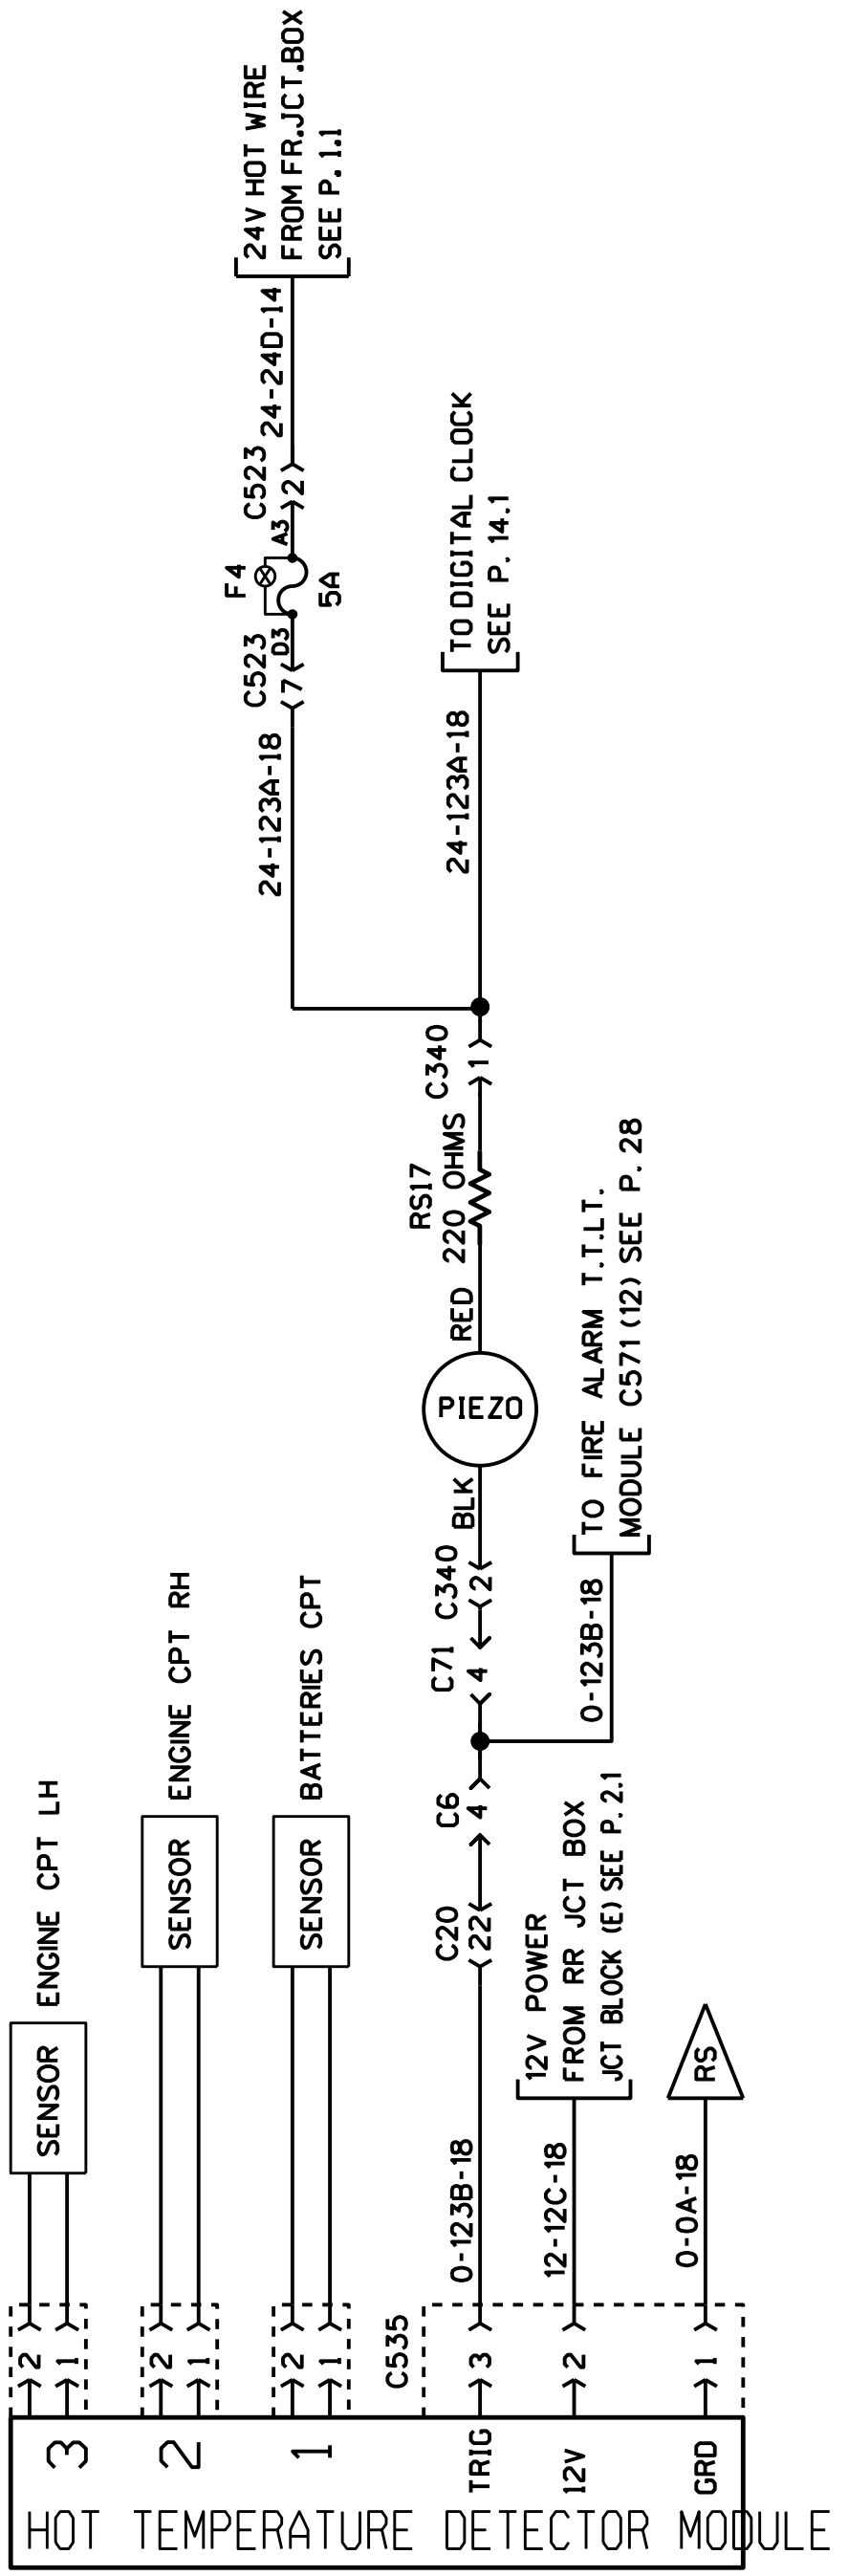 24V HOT WIRE
FROM FR.JCT.BOX
SEE P. 1.1
24-24D-14
C523
2
A3
F4
5A
D3
C523
7
24-123A-18
TO DIGITAL CLOCK
SEE P. 14.1
24-123A-18
C340
1
RS17
220 OHMS
RED
PIEZO
BLK
C340
2
C71
4
TO FIRE ALARM T.T.LT.
MODULE C571 (12) SEE P. 28
0-123B-18
C6
4
C20
22
0-123B-18
ENGINE CPT LH
SENSOR
ENGINE CPT RH
SENSOR
BATTERIES CPT
SENSOR
12V POWER
FROM RR JCT BOX
JCT BLOCK (E) SEE P. 2.1
12-12C-18
RS
0-0A-18
C535
2
1
2
1
2
1
3
2
1
3
2
1
TRIG
12V
GRD
HOT TEMPERATURE DETECTOR MODULE